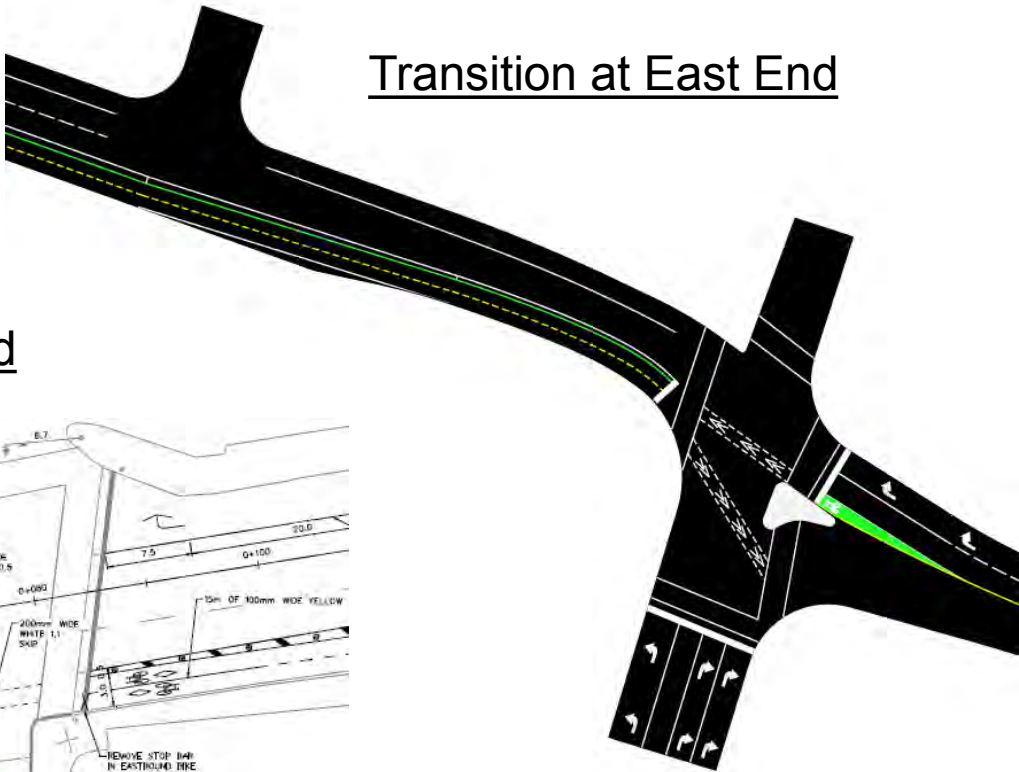 Transition at East End
d
6.7
20.0
7.5
0+100
0+080
15m OF 100mm WIDE YELLOW
200mm WIDE
WHITE 1,1
SKIP
3.0
REMOVE STOP BAR
IN EASTBOUND BIKE